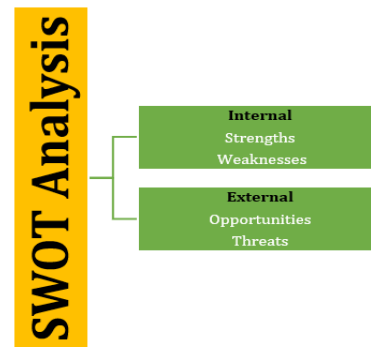 SWOT Analysis
Internal
Strengths
Weaknesses
External
Opportunities
Threats